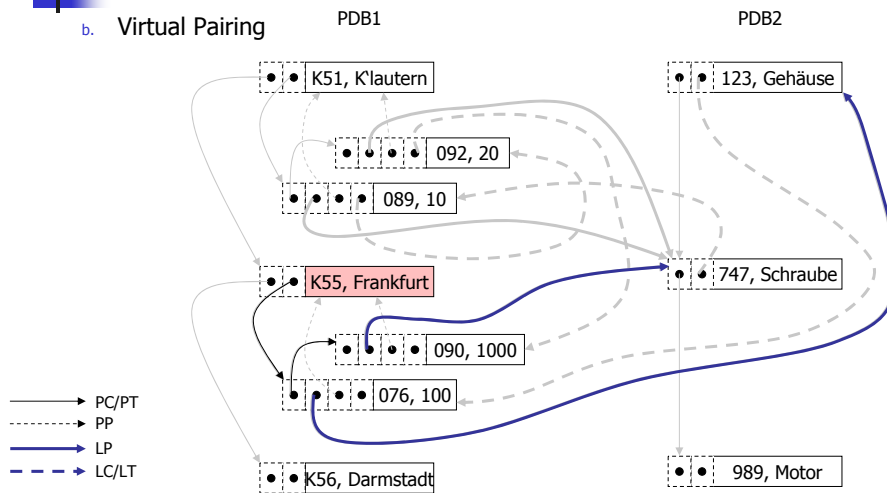 b. Virtual Pairing
PDB1
PDB2
K51, K'lautern
123, Gehäuse
092, 20
089, 10
K55, Frankfurt
747, Schraube
090, 1000
076, 100
PC/PT
PP
LP
LC/LT
K56, Darmstadt
989, Motor